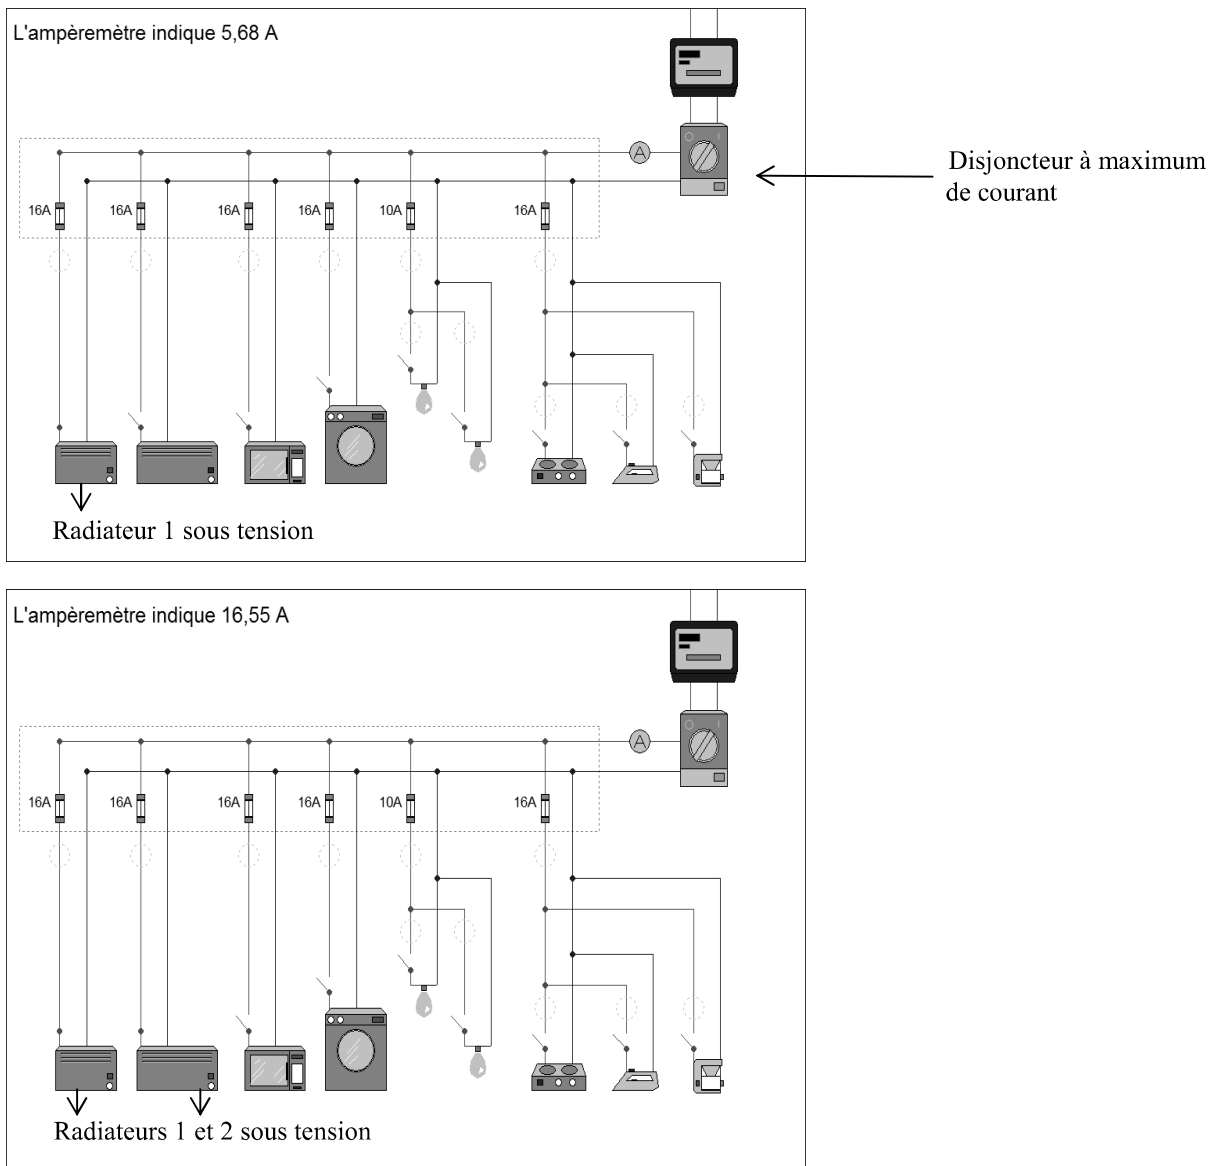 L'ampèremètre indique 5,68 A
A
Disjoncteur à maximum
de courant
16A 16A 16A 16A 10A 16A
Radiateur 1 sous tension
L'ampèremètre indique 16,55 A
A
16A 16A 16A 16A 10A 16A
Radiateurs 1 et 2 sous tension